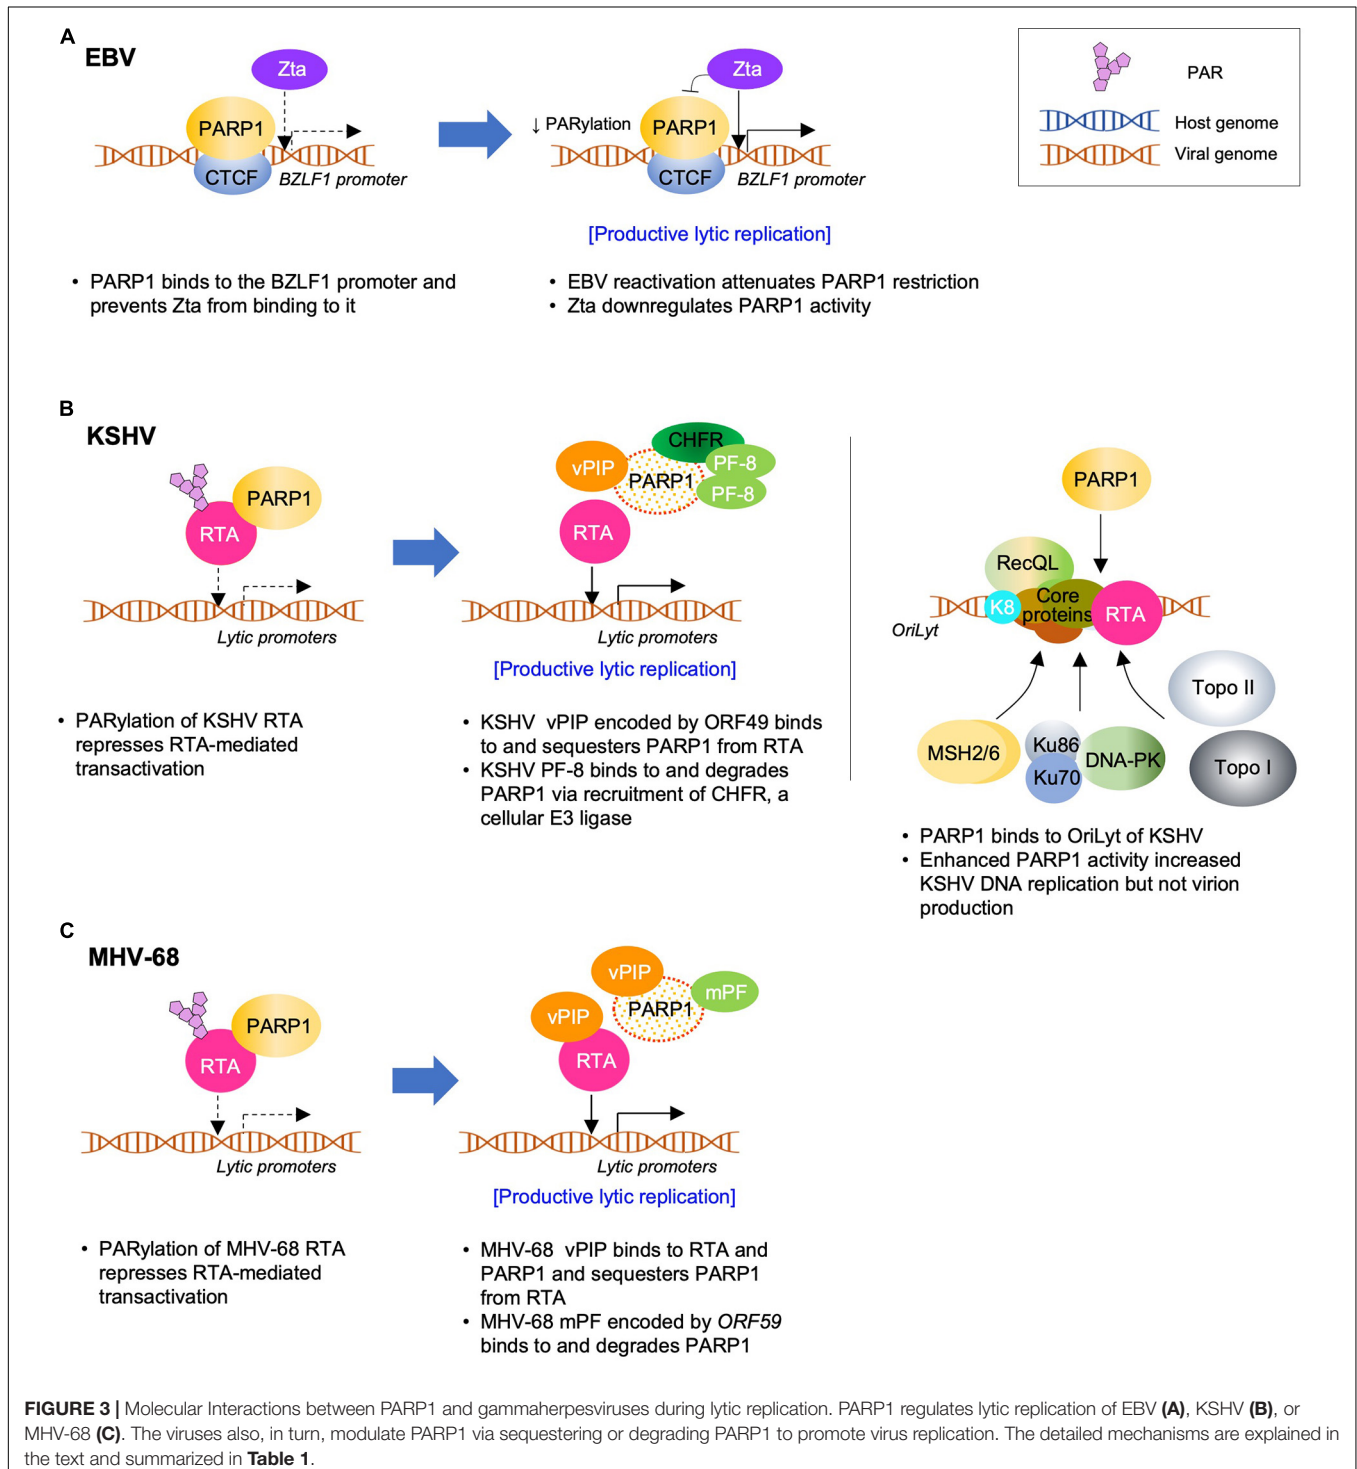 A
EBV
Zta
PARP1
CTCF
BZLF1 promoter
Zta
↓ PARylation
PARP1
CTCF
BZLF1 promoter
[Productive lytic replication]
PAR
Host genome
Viral genome
• PARP1 binds to the BZLF1 promoter and
prevents Zta from binding to it
• EBV reactivation attenuates PARP1 restriction
• Zta downregulates PARP1 activity
B
KSHV
PARP1
RTA
Lytic promoters
CHFR
vPIP
PARP1
PF-8
PF-8
RTA
Lytic promoters
[Productive lytic replication]
• PARylation of KSHV RTA
represses RTA-mediated
transactivation
• KSHV vPIP encoded by ORF49 binds
to and sequesters PARP1 from RTA
• KSHV PF-8 binds to and degrades
PARP1 via recruitment of CHFR, a
cellular E3 ligase
PARP1
RecQL
K8
Core
proteins
RTA
OriLyt
Topo II
MSH2/6
Ku86
Ku70
DNA-PK
Topo I
• PARP1 binds to OriLyt of KSHV
• Enhanced PARP1 activity increased
KSHV DNA replication but not virion
production
C
MHV-68
PARP1
RTA
Lytic promoters
vPIP
vPIP
PARP1
mPF
RTA
Lytic promoters
[Productive lytic replication]
• PARylation of MHV-68 RTA
represses RTA-mediated
transactivation
• MHV-68 vPIP binds to RTA and
PARP1 and sequesters PARP1
from RTA
• MHV-68 mPF encoded by ORF59
binds to and degrades PARP1
FIGURE 3 | Molecular Interactions between PARP1 and gammaherpesviruses during lytic replication. PARP1 regulates lytic replication of EBV (A), KSHV (B), or
MHV-68 (C). The viruses also, in turn, modulate PARP1 via sequestering or degrading PARP1 to promote virus replication. The detailed mechanisms are explained in
the text and summarized in Table 1.